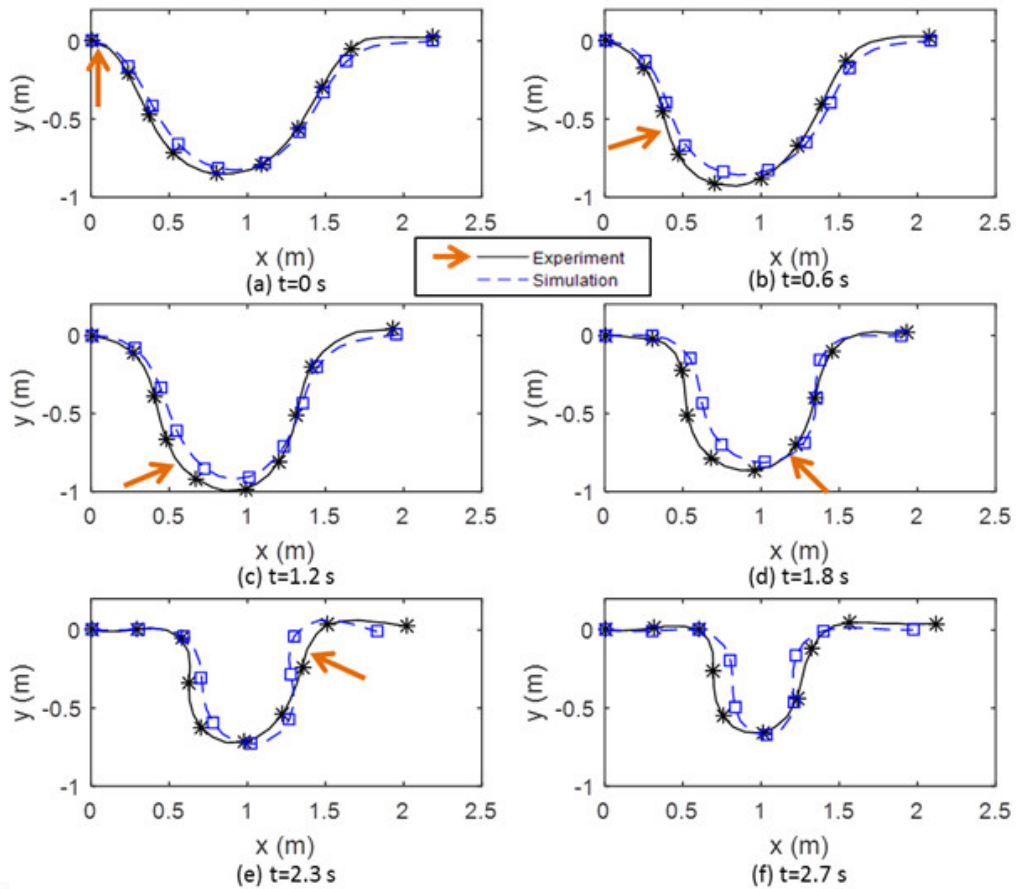 y (m)
0
-0.5
-1
0 0.5 1 1.5 2 2.5
x (m)
(a) t=0 s
y (m)
0
-0.5
-1
0 0.5 1 1.5 2 2.5
x (m)
(b) t=0.6 s
Experiment
Simulation
y (m)
0
-0.5
-1
0 0.5 1 1.5 2 2.5
x (m)
(c) t=1.2 s
y (m)
0
-0.5
-1
0 0.5 1 1.5 2 2.5
x (m)
(d) t=1.8 s
y (m)
0
-0.5
-1
0 0.5 1 1.5 2 2.5
x (m)
(e) t=2.3 s
y (m)
0
-0.5
-1
0 0.5 1 1.5 2 2.5
x (m)
(f) t=2.7 s